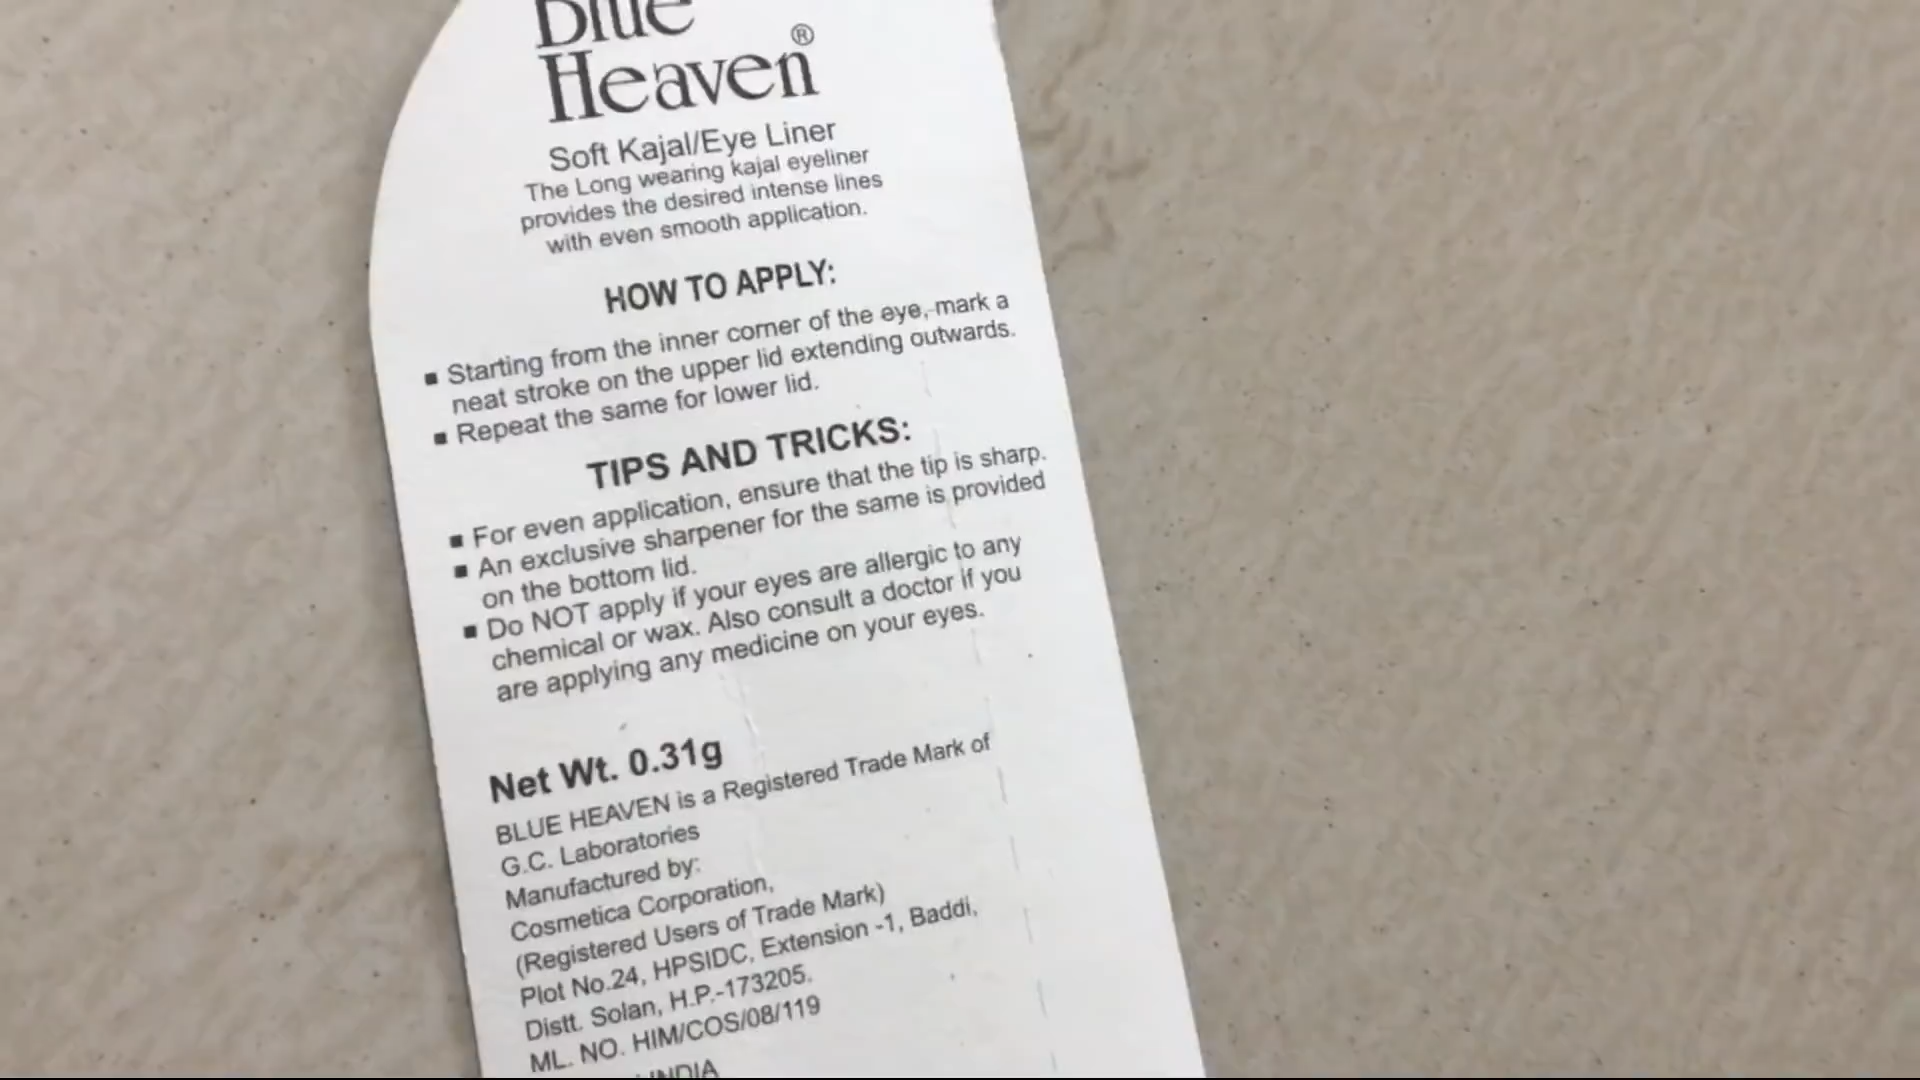 Blue
Heaven®
Soft Kajal/Eye Liner
The Long wearing kajal eyeliner
provides the desired intense lines
with even smooth application.
HOW TO APPLY:
▪ Starting from the inner corner of the eye, mark a
neat stroke on the upper lid extending outwards.
▪ Repeat the same for lower lid.
TIPS AND TRICKS:
▪ For even application, ensure that the tip is sharp.
▪ An exclusive sharpener for the same is provided
on the bottom lid.
▪ Do NOT apply if your eyes are allergic to any
chemical or wax. Also consult a doctor if you
are applying any medicine on your eyes.
Net Wt. 0.31g
BLUE HEAVEN is a Registered Trade Mark of
G.C. Laboratories
Manufactured by:
Cosmetica Corporation,
(Registered Users of Trade Mark)
Plot No.24, HPSIDC, Extension -1, Baddi,
Distt. Solan, H.P.-173205.
ML. NO. HIM/COS/08/119
INDIA